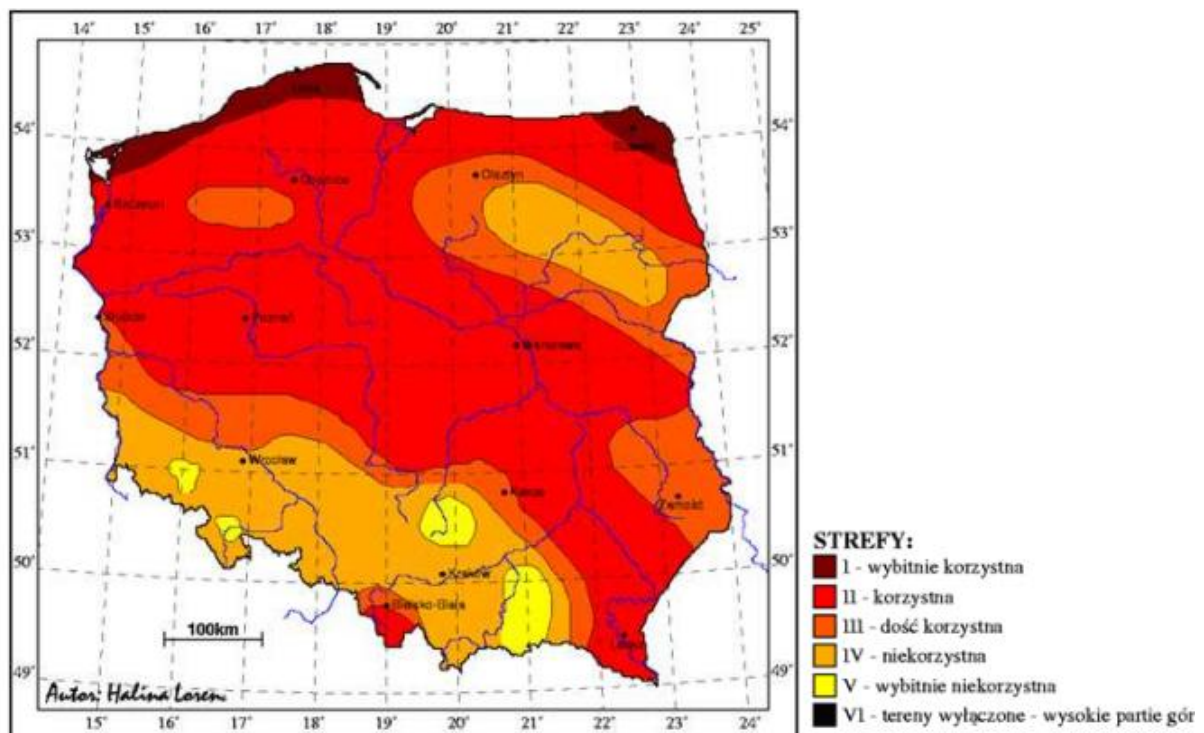 14° 15° 16° 17° 18° 19° 20° 21° 22° 23° 24° 25°
54° 54°
53° 53°
52° 52°
51° 51°
50° 50°
49° 49°
Olsztyn
Szczecin
Poznań
Warszawa
Wrocław
Kielce
Zamość
Kraków
Bielsko-Biała
100km
Autor: Halina Lorenc
15° 16° 17° 18° 19° 20° 21° 22° 23° 24°
STREFY:
I - wybitnie korzystna
II - korzystna
III - dość korzystna
IV - niekorzystna
V - wybitnie niekorzystna
VI - tereny wyłączone - wysokie partie gór